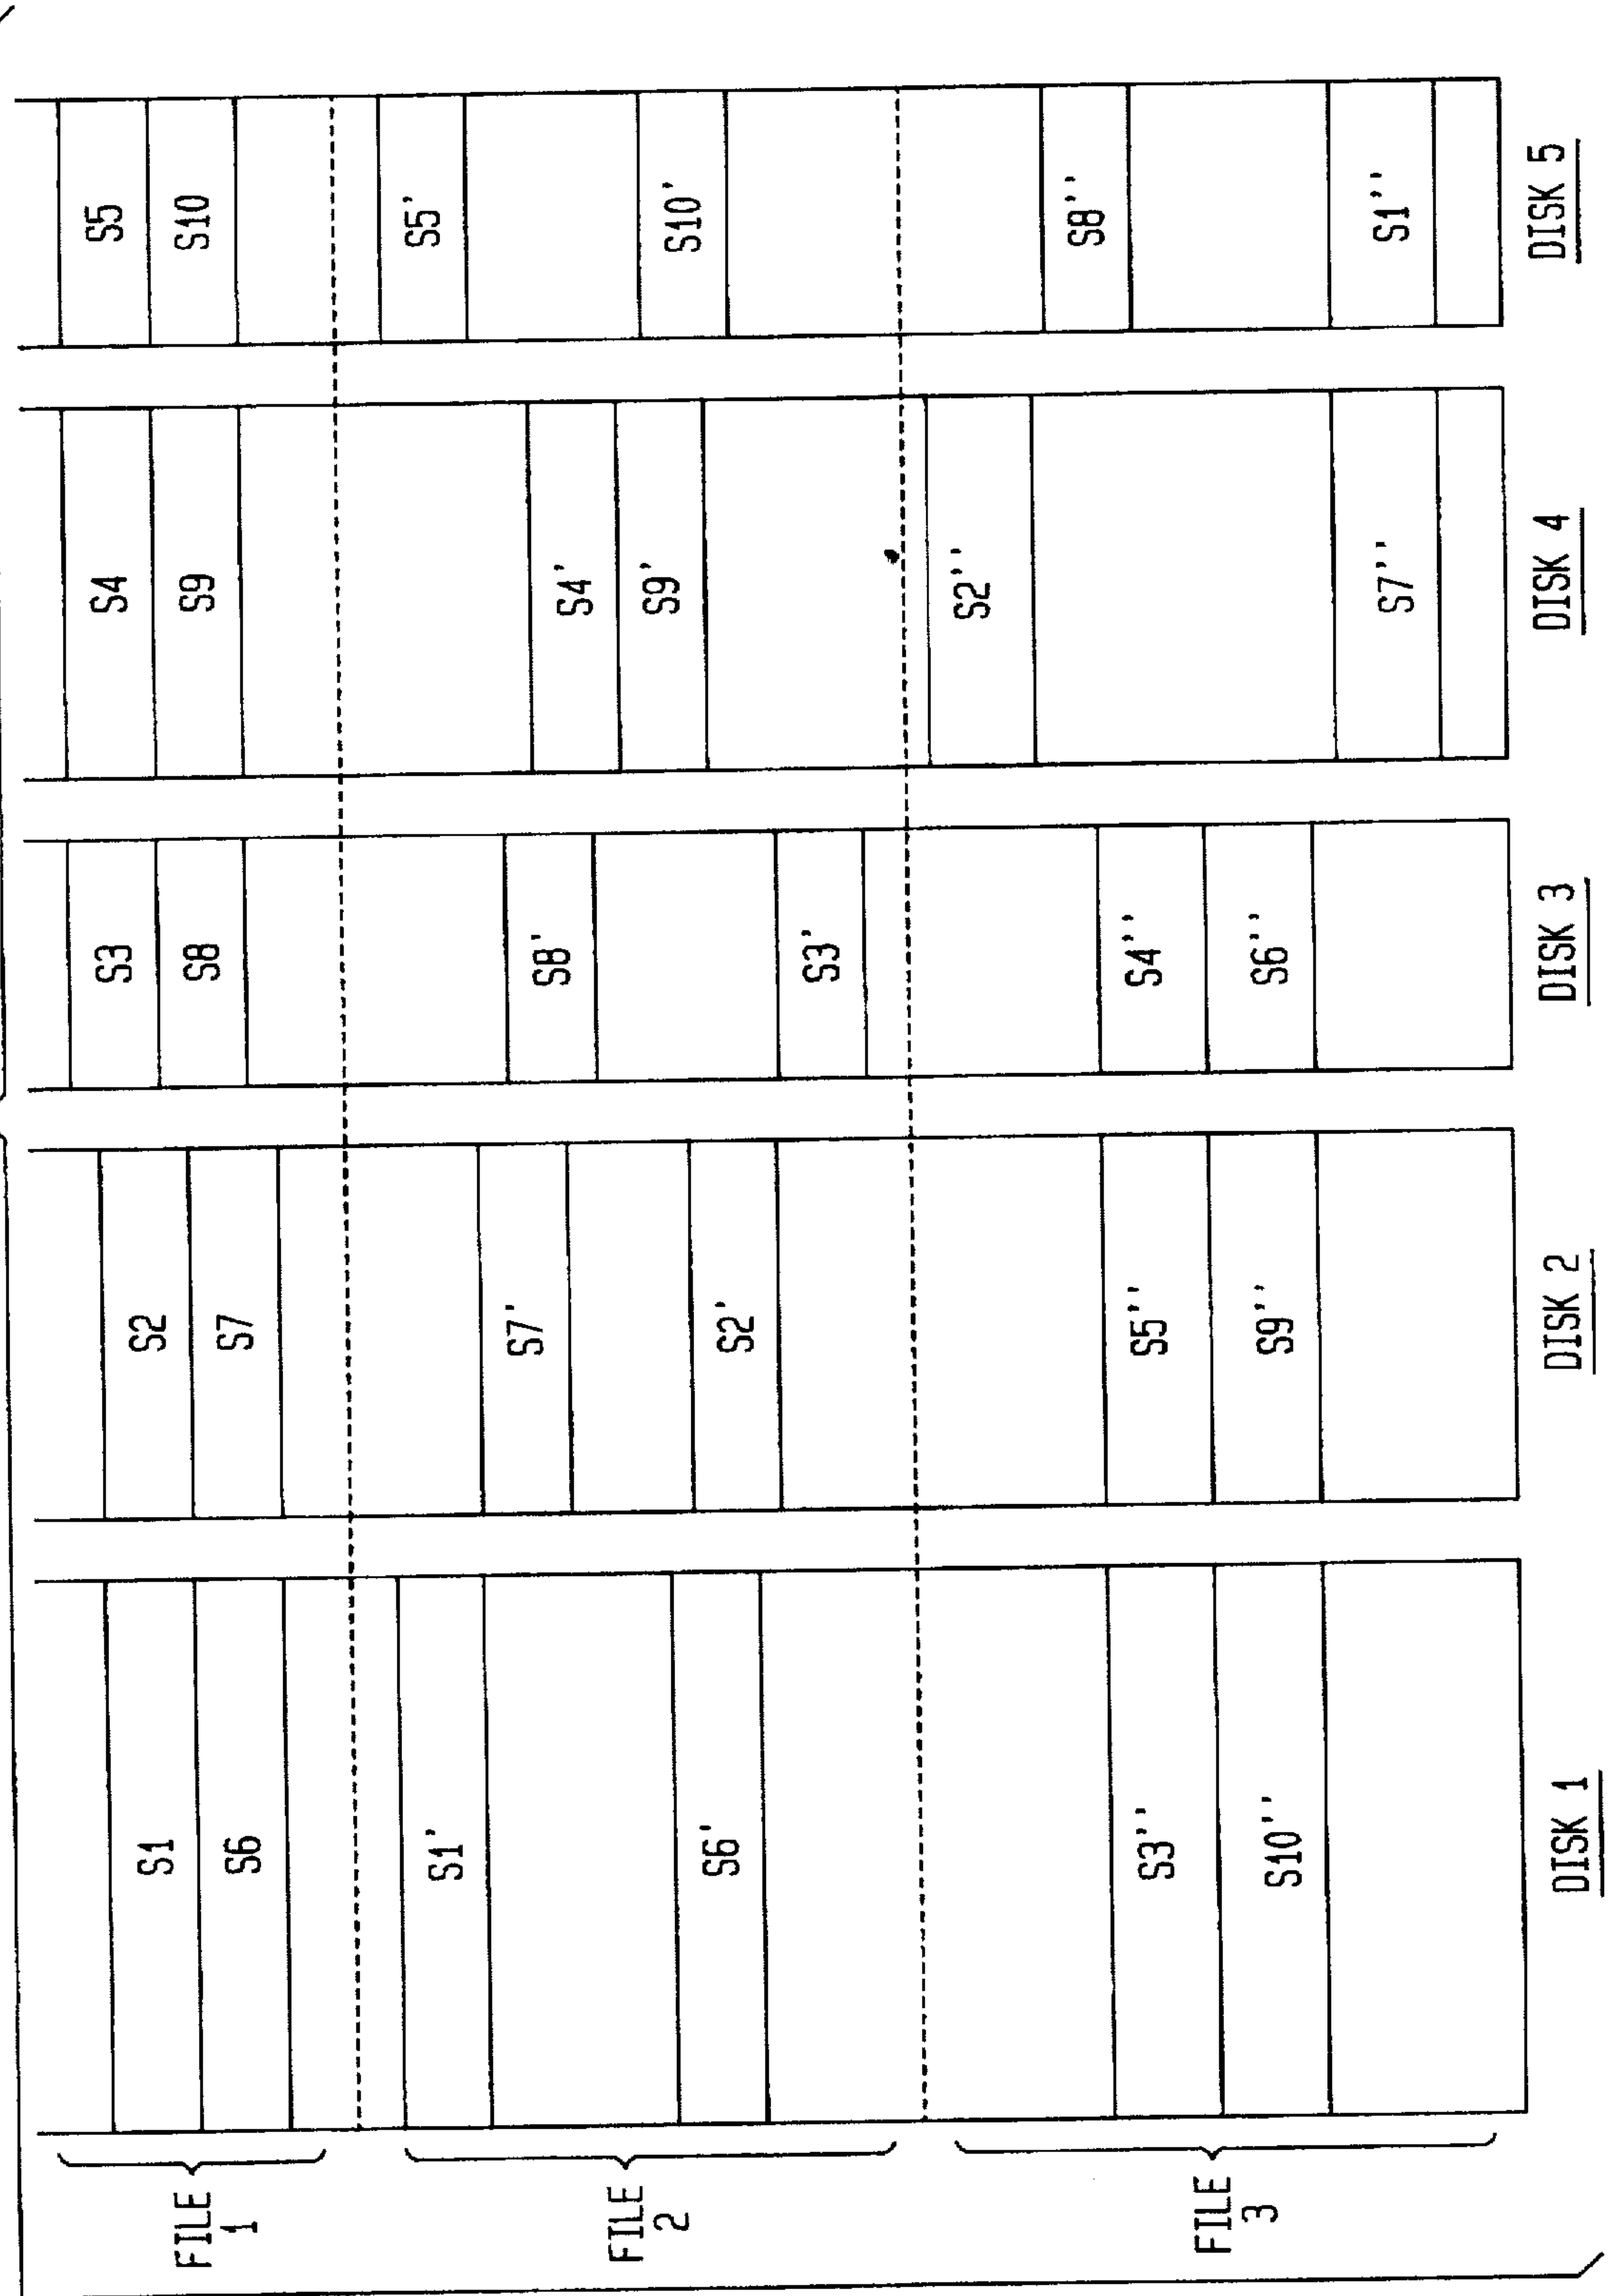 FILE 1
S1 S2 S3 S4 S5
S6 S7 S8 S9 S10
FILE 2
S1' S5'
S7' S8' S4'
S6' S2' S9' S10'
S3'
FILE 3
S2''
S3'' S5'' S4'' S8''
S10'' S9'' S6''
S7'' S1''
DISK 1 DISK 2 DISK 3 DISK 4 DISK 5